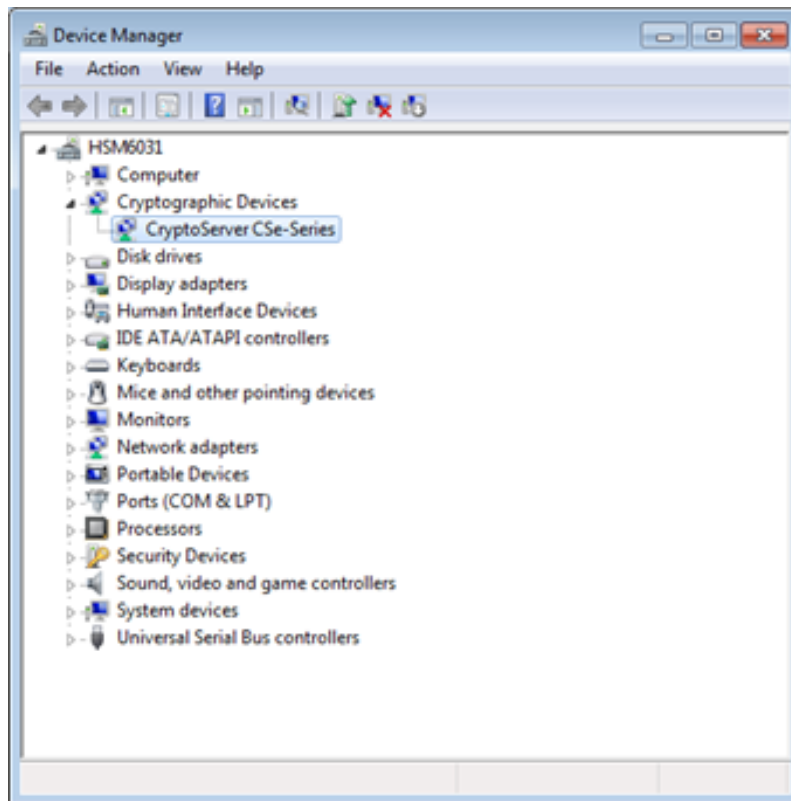 Device Manager
File Action View Help
HSM6031
Computer
Cryptographic Devices
CryptoServer CSe-Series
Disk drives
Display adapters
Human Interface Devices
IDE ATA/ATAPI controllers
Keyboards
Mice and other pointing devices
Monitors
Network adapters
Portable Devices
Ports (COM & LPT)
Processors
Security Devices
Sound, video and game controllers
System devices
Universal Serial Bus controllers